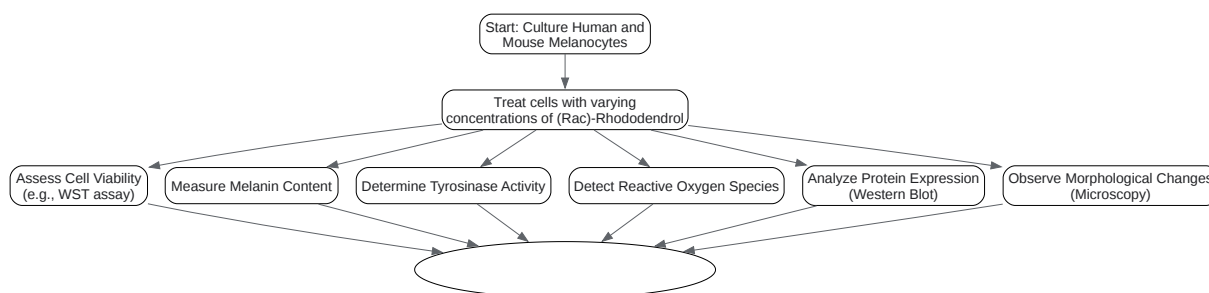 Start: Culture Human and
Mouse Melanocytes
Treat cells with varying
concentrations of (Rac)-Rhododendrol
Assess Cell Viability
(e.g., WST assay)
Measure Melanin Content
Determine Tyrosinase Activity
Detect Reactive Oxygen Species
Analyze Protein Expression
(Western Blot)
Observe Morphological Changes
(Microscopy)